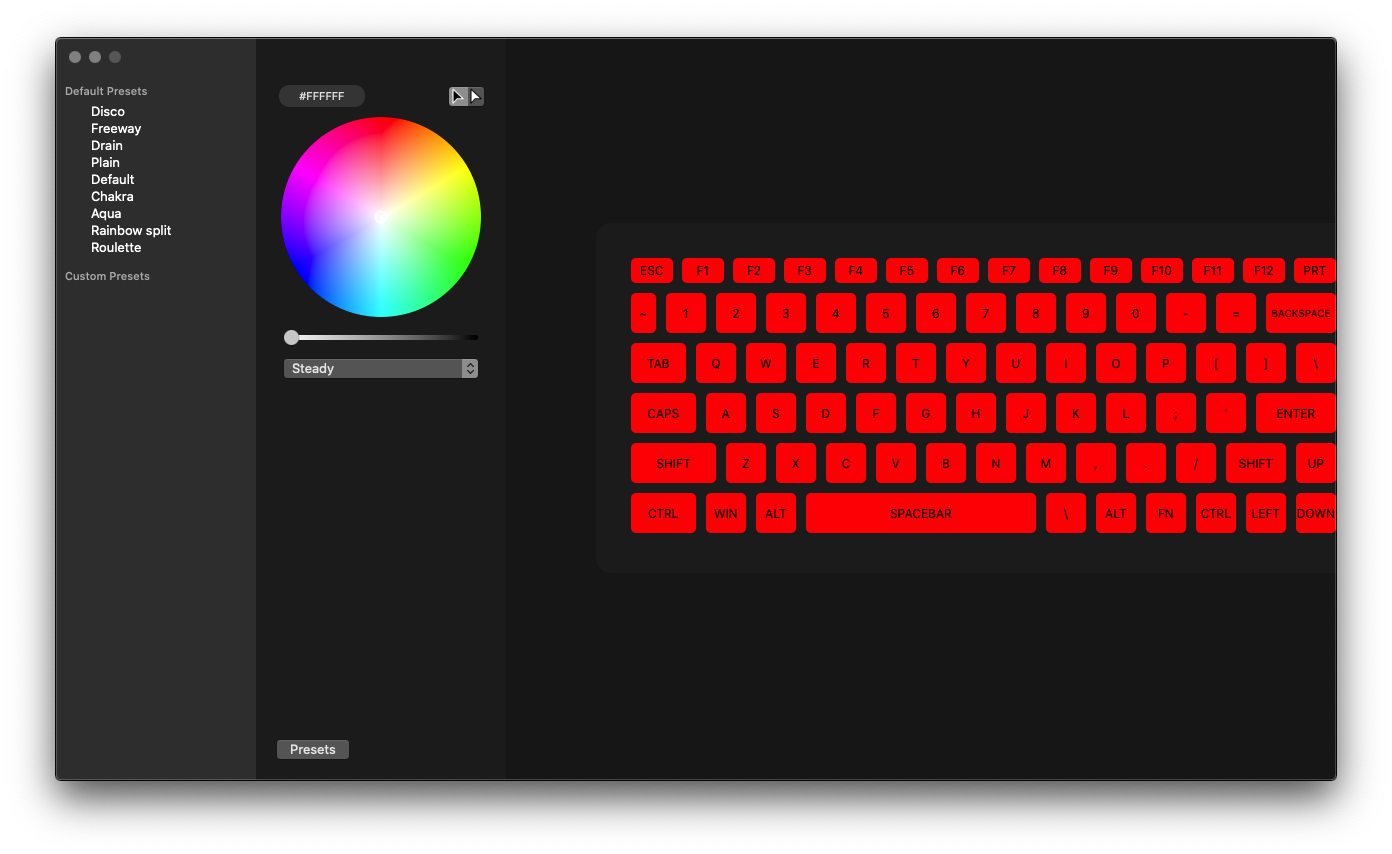 Default Presets
Disco
Freeway
Drain
Plain
Default
Chakra
Aqua
Rainbow split
Roulette
Custom Presets
#FFFFFF
Steady
Presets
ESC F1 F2 F3 F4 F5 F6 F7 F8 F9 F10 F11 F12 PRT
~ 1 2 3 4 5 6 7 8 9 0 - = BACKSPACE
TAB Q W E R T Y U I O P [ ] \
CAPS A S D F G H J K L ; ' ENTER
SHIFT Z X C V B N M , . / SHIFT UP
CTRL WIN ALT SPACEBAR \ ALT FN CTRL LEFT DOWN